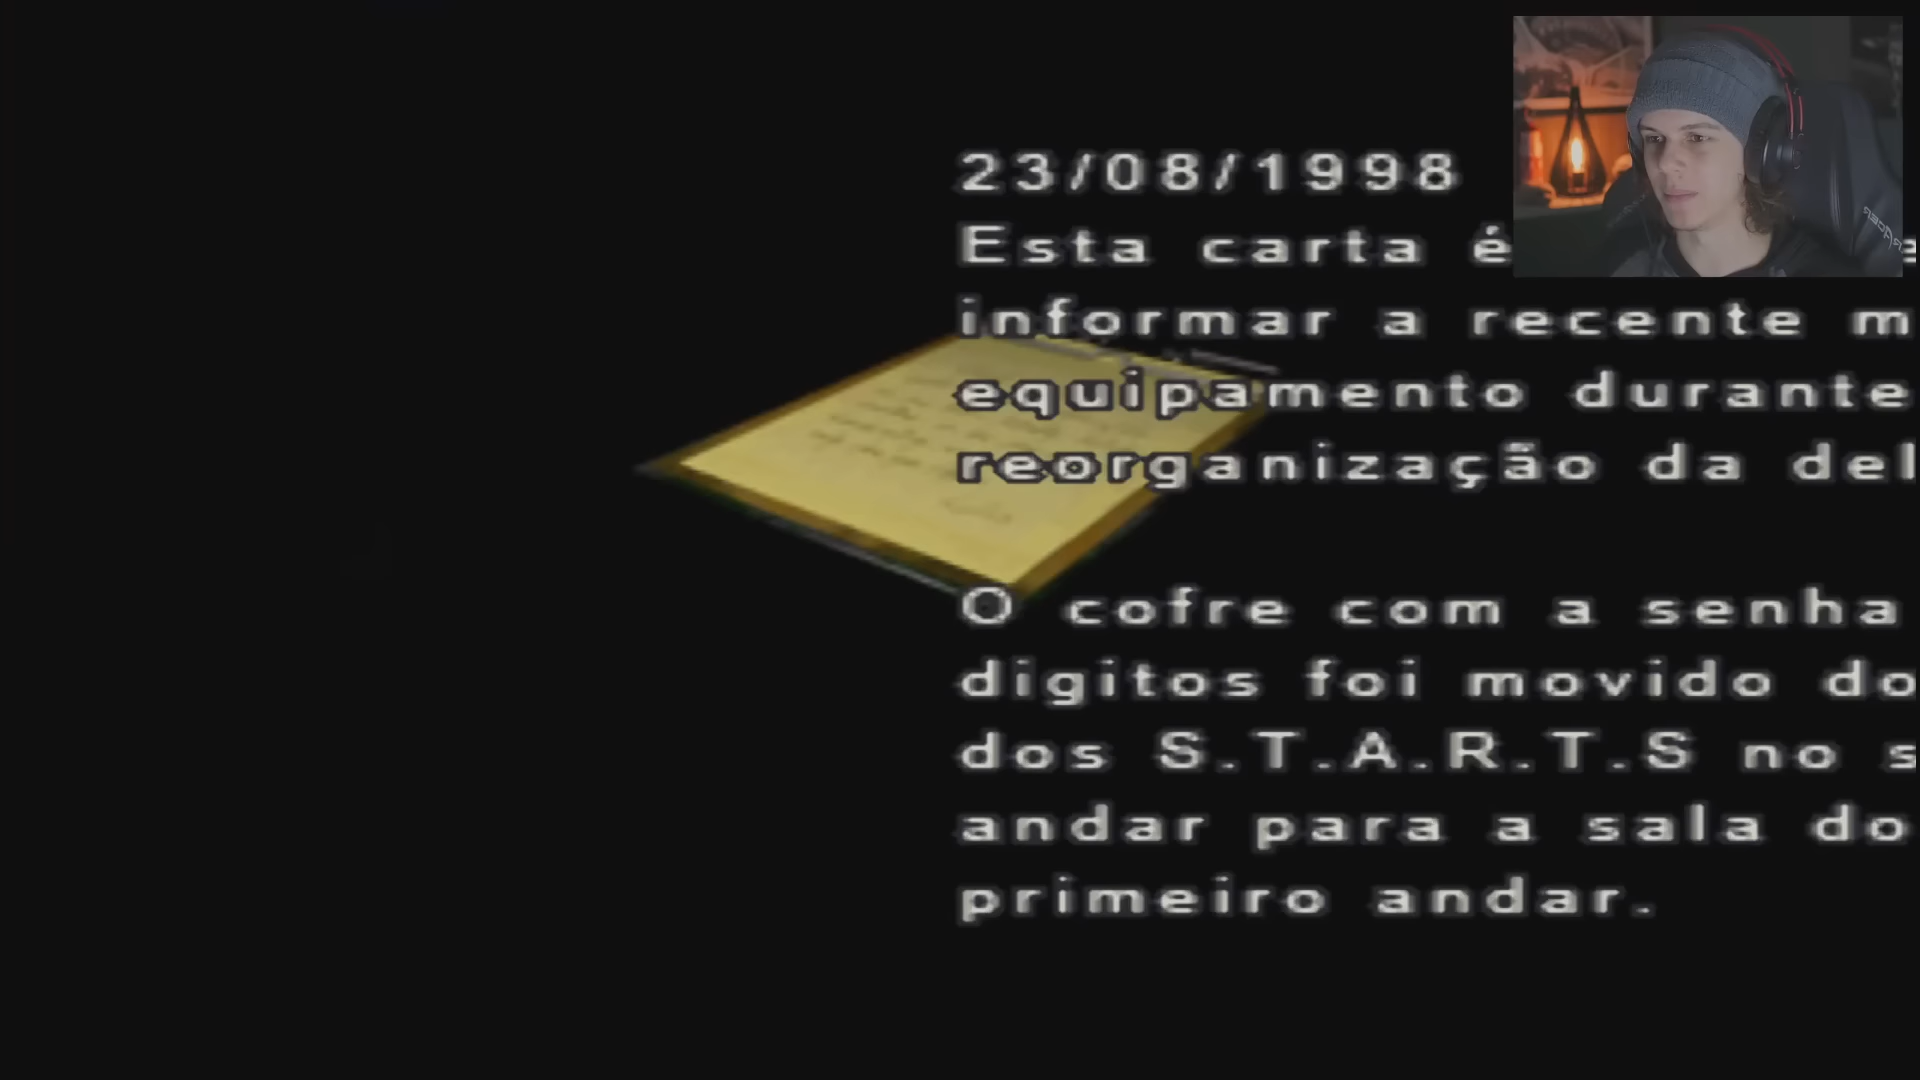 23/08/1998
Esta carta é
informar a recente m
equipamento durante
reorganização da del
O cofre com a senha
digitos foi movido do
dos S.T.A.R.T.S no s
andar para a sala do
primeiro andar.